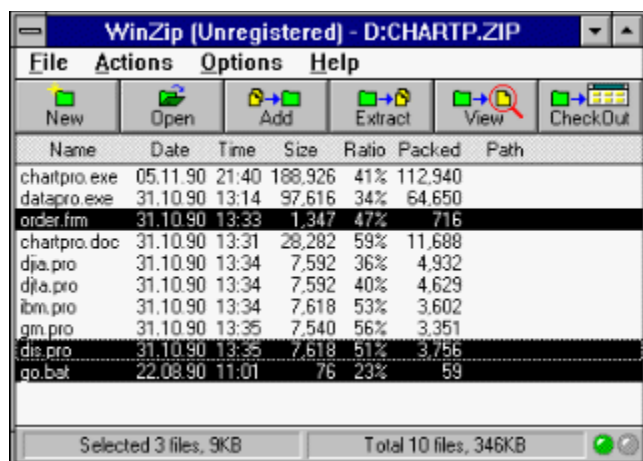 WinZip (Unregistered) - D:CHARTP.ZIP
File Actions Options Help
New Open Add Extract View CheckOut
Name Date Time Size Ratio Packed Path
chartpro.exe 05.11.90 21:40 188,926 41% 112,940
datapro.exe 31.10.90 13:14 97,616 34% 64,650
order.frm 31.10.90 13:33 1,347 47% 716
chartpro.doc 31.10.90 13:31 28,282 59% 11,688
djia.pro 31.10.90 13:34 7,592 36% 4,932
djta.pro 31.10.90 13:34 7,592 40% 4,629
ibm.pro 31.10.90 13:34 7,618 53% 3,602
gm.pro 31.10.90 13:35 7,540 56% 3,351
dis.pro 31.10.90 13:35 7,618 51% 3,756
go.bat 22.08.90 11:01 76 23% 59
Selected 3 files, 9KB Total 10 files, 346KB